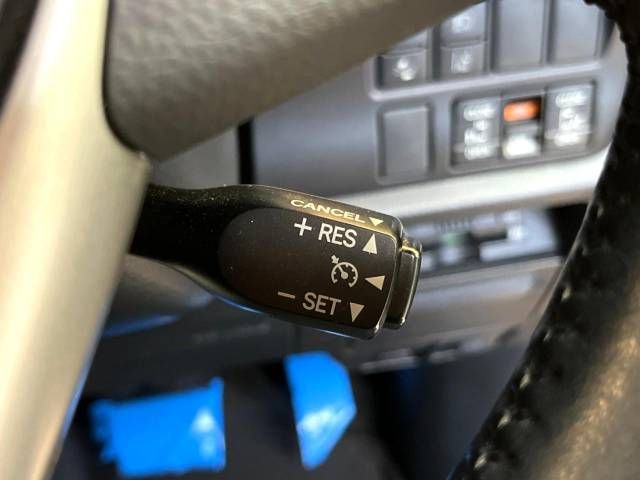 CANCEL ▼
+ RES ▲
◀
− SET ▼